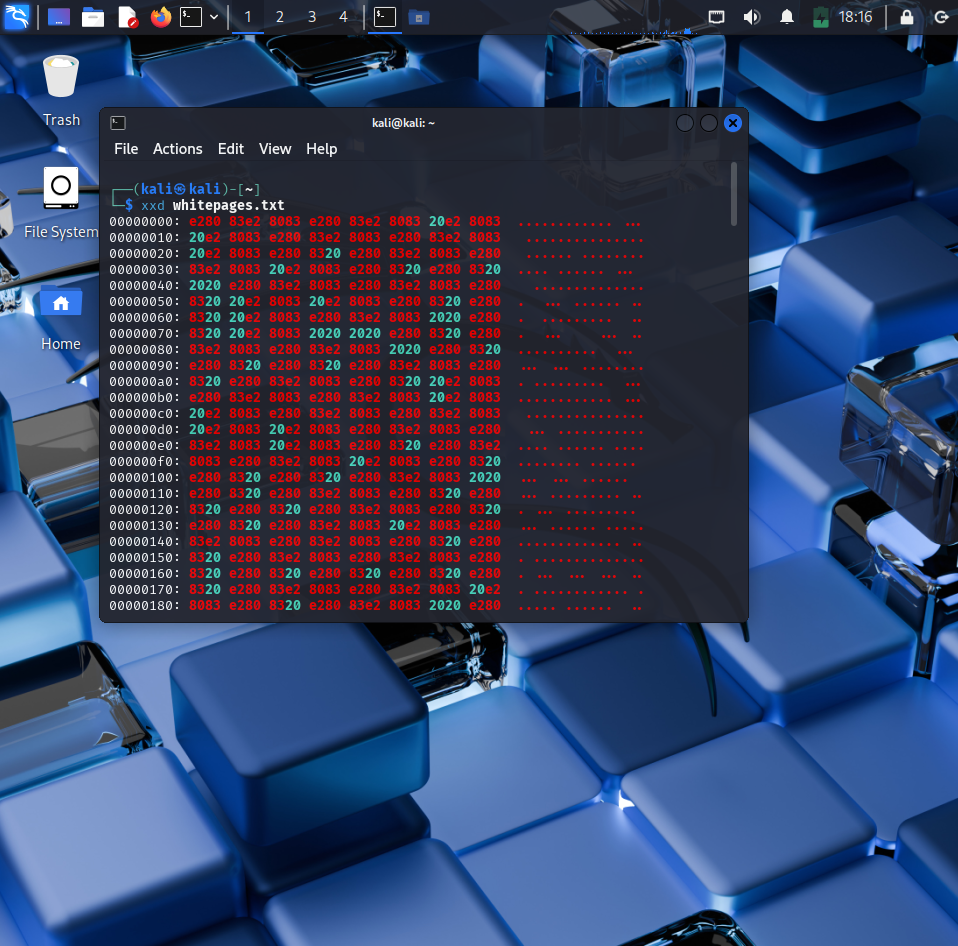 1 2 3 4 18:16
Trash
File System
Home
kali@kali: ~
File Actions Edit View Help
┌──(kali㉿kali)-[~]
└─$ xxd whitepages.txt
00000000: e280 83e2 8083 e280 83e2 8083 20e2 8083  ............ ...
00000010: 20e2 8083 e280 83e2 8083 e280 83e2 8083   ...............
00000020: 20e2 8083 e280 8320 e280 83e2 8083 e280   ...... ........
00000030: 83e2 8083 20e2 8083 e280 8320 e280 8320  .... ...... ... 
00000040: 2020 e280 83e2 8083 e280 83e2 8083 e280    ..............
00000050: 8320 20e2 8083 20e2 8083 e280 8320 e280  .  ... ...... ..
00000060: 8320 20e2 8083 e280 83e2 8083 2020 e280  .  .........  ..
00000070: 8320 20e2 8083 2020 2020 e280 8320 e280  .  ...    ... ..
00000080: 83e2 8083 e280 83e2 8083 2020 e280 8320  ..........  ... 
00000090: e280 8320 e280 8320 e280 83e2 8083 e280  ... ... ........
000000a0: 8320 e280 83e2 8083 e280 8320 20e2 8083  . .........  ...
000000b0: e280 83e2 8083 e280 83e2 8083 20e2 8083  ............ ...
000000c0: 20e2 8083 e280 83e2 8083 e280 83e2 8083   ...............
000000d0: 20e2 8083 20e2 8083 e280 83e2 8083 e280   ... ...........
000000e0: 83e2 8083 20e2 8083 e280 8320 e280 83e2  .... ...... ....
000000f0: 8083 e280 83e2 8083 20e2 8083 e280 8320  ........ ...... 
00000100: e280 8320 e280 8320 e280 83e2 8083 2020  ... ... ......  
00000110: e280 8320 e280 83e2 8083 e280 8320 e280  ... ......... ..
00000120: 8320 e280 8320 e280 83e2 8083 e280 8320  . ... ......... 
00000130: e280 8320 e280 83e2 8083 20e2 8083 e280  ... ...... .....
00000140: 83e2 8083 e280 83e2 8083 e280 8320 e280  ............. ..
00000150: 8320 e280 83e2 8083 e280 83e2 8083 e280  . ..............
00000160: 8320 e280 8320 e280 8320 e280 8320 e280  . ... ... ... ..
00000170: 8320 e280 83e2 8083 e280 83e2 8083 20e2  . ............ .
00000180: 8083 e280 8320 e280 83e2 8083 2020 e280  ..... ......  ..